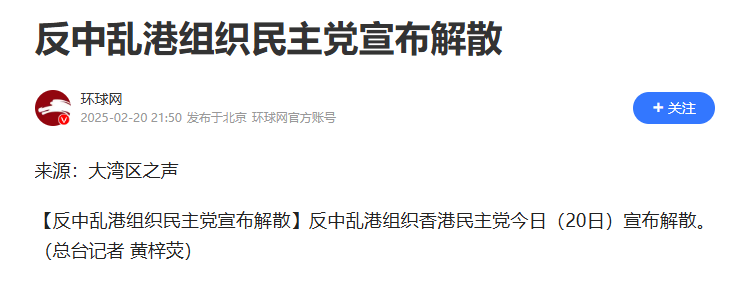 反中乱港组织民主党宣布解散
环球网
2025-02-20 21:50 发布于北京 环球网官方账号
+ 关注
来源：大湾区之声
【反中乱港组织民主党宣布解散】反中乱港组织香港民主党今日（20日）宣布解散。
（总台记者 黄梓荧）